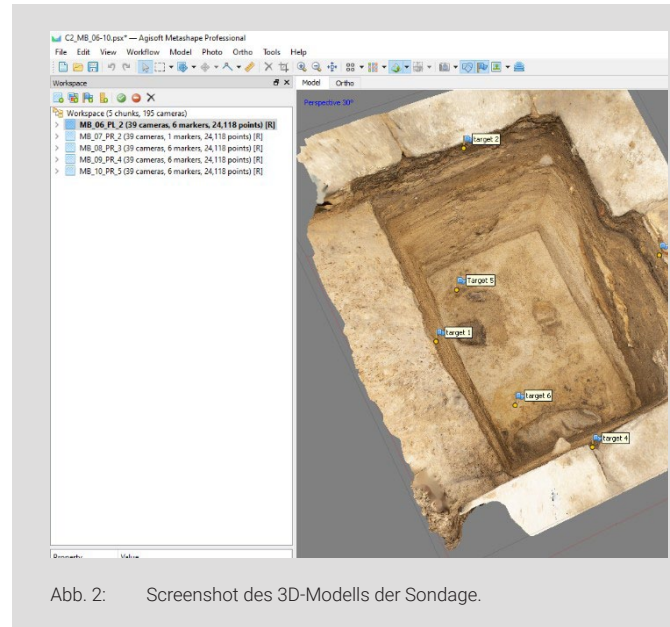 C2_MB_06-10.psx* — Agisoft Metashape Professional
File Edit View Workflow Model Photo Ortho Tools Help
Workspace
Model Ortho
Workspace (5 chunks, 195 cameras)
MB_06_PL_2 (39 cameras, 6 markers, 24,118 points) [R]
MB_07_PR_2 (39 cameras, 1 markers, 24,118 points) [R]
MB_08_PR_3 (39 cameras, 6 markers, 24,118 points) [R]
MB_09_PR_4 (39 cameras, 6 markers, 24,118 points) [R]
MB_10_PR_5 (39 cameras, 6 markers, 24,118 points) [R]
Perspective 30°
target 2
Target 5
target 1
target 6
target 4
Property Value
Abb. 2: Screenshot des 3D-Modells der Sondage.